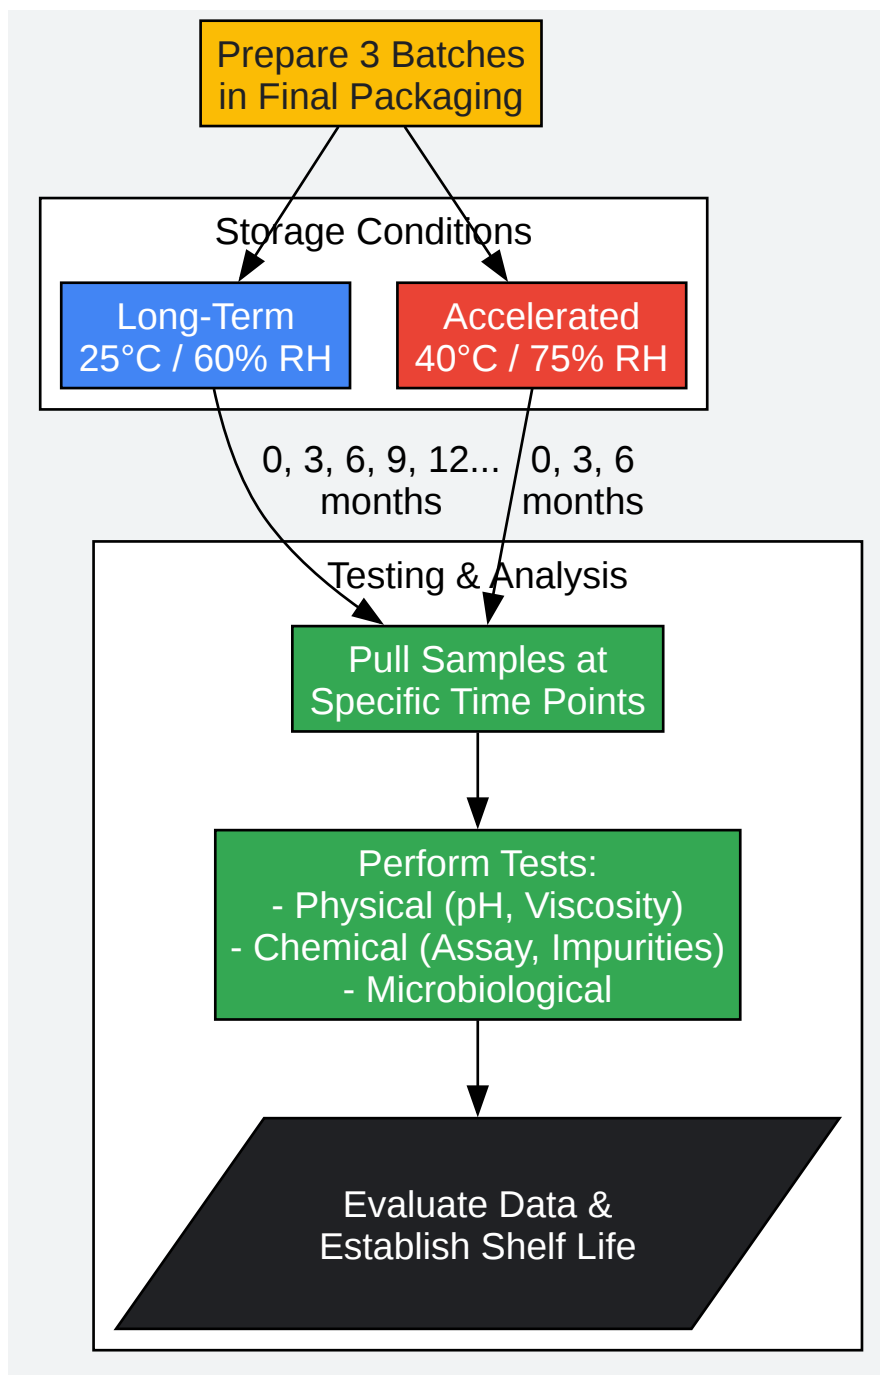 Prepare 3 Batches
in Final Packaging
Storage Conditions
Long-Term
25°C / 60% RH
Accelerated
40°C / 75% RH
0, 3, 6, 9, 12...
months
0, 3, 6
months
Testing & Analysis
Pull Samples at
Specific Time Points
Perform Tests:
- Physical (pH, Viscosity)
- Chemical (Assay, Impurities)
- Microbiological
Evaluate Data &
Establish Shelf Life